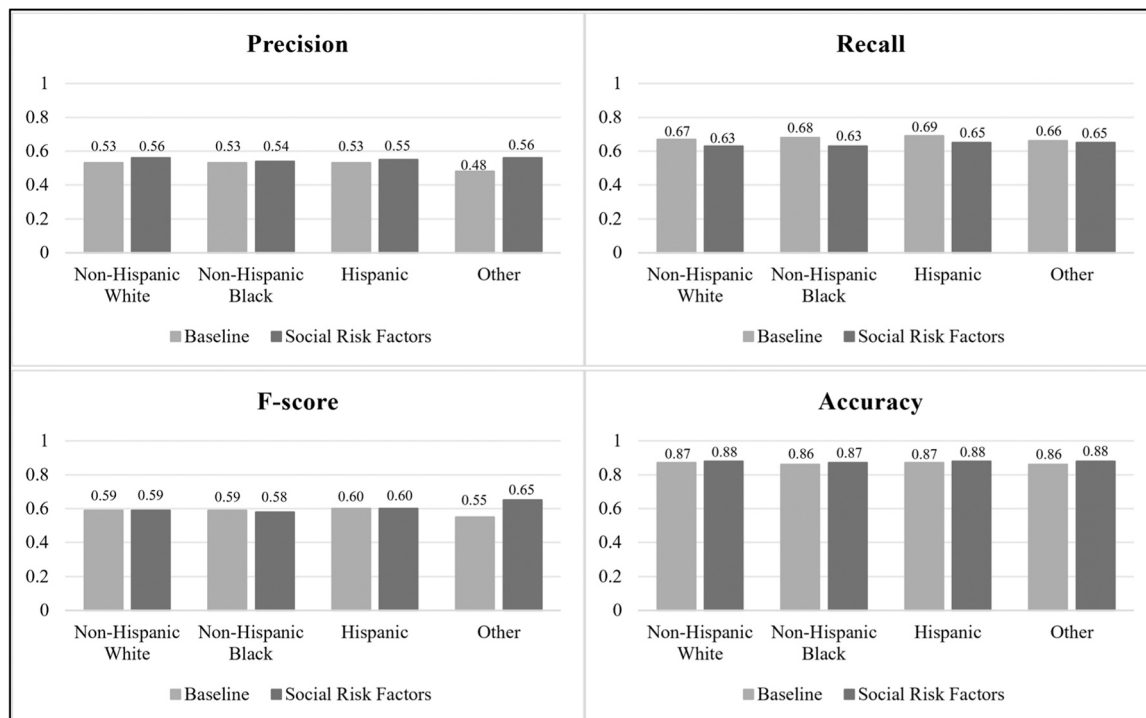 Precision
1
0.8
0.6
0.4
0.2
0
0.53 0.56 0.53 0.54 0.53 0.55 0.48 0.56
Non-Hispanic White
Non-Hispanic Black
Hispanic
Other
Baseline Social Risk Factors
Recall
1
0.8
0.6
0.4
0.2
0
0.67 0.63 0.68 0.63 0.69 0.65 0.66 0.65
Non-Hispanic White
Non-Hispanic Black
Hispanic
Other
Baseline Social Risk Factors
F-score
1
0.8
0.6
0.4
0.2
0
0.59 0.59 0.59 0.58 0.60 0.60 0.55 0.65
Non-Hispanic White
Non-Hispanic Black
Hispanic
Other
Baseline Social Risk Factors
Accuracy
1
0.8
0.6
0.4
0.2
0
0.87 0.88 0.86 0.87 0.87 0.88 0.86 0.88
Non-Hispanic White
Non-Hispanic Black
Hispanic
Other
Baseline Social Risk Factors